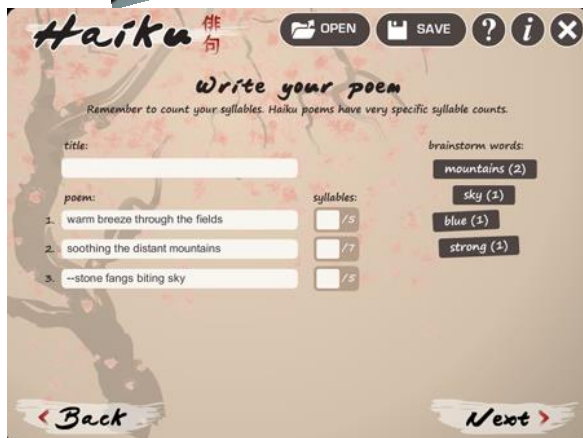 Haiku 俳句
OPEN SAVE ? i X
Write your poem
Remember to count your syllables. Haiku poems have very specific syllable counts.
title: brainstorm words:
mountains (2)
poem: syllables: sky (1)
1. warm breeze through the fields /5 blue (1)
2. soothing the distant mountains /7 strong (1)
3. --stone fangs biting sky /5
< Back Next >